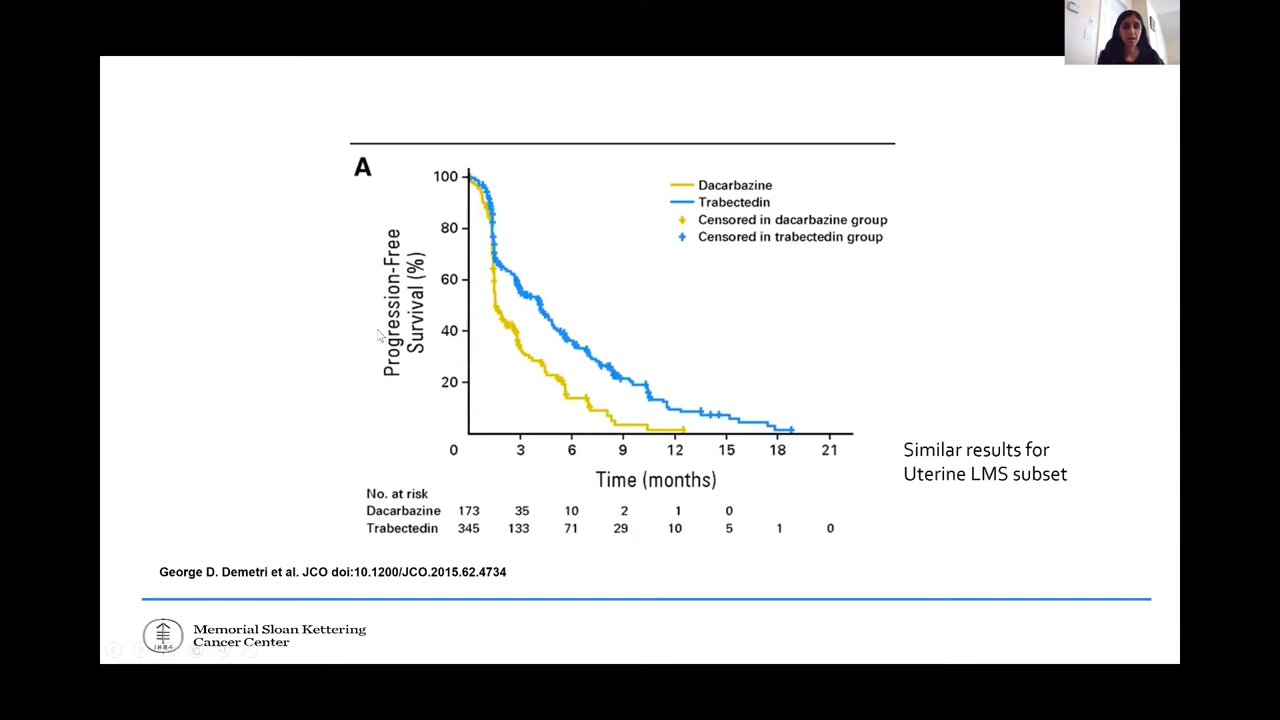 A
Dacarbazine
Trabectedin
Censored in dacarbazine group
Censored in trabectedin group
Progression-Free
Survival (%)
100
80
60
40
20
0 3 6 9 12 15 18 21
Time (months)
No. at risk
Dacarbazine 173 35 10 2 1 0
Trabectedin 345 133 71 29 10 5 1 0
Similar results for
Uterine LMS subset
George D. Demetri et al. JCO doi:10.1200/JCO.2015.62.4734
1884
Memorial Sloan Kettering
Cancer Center